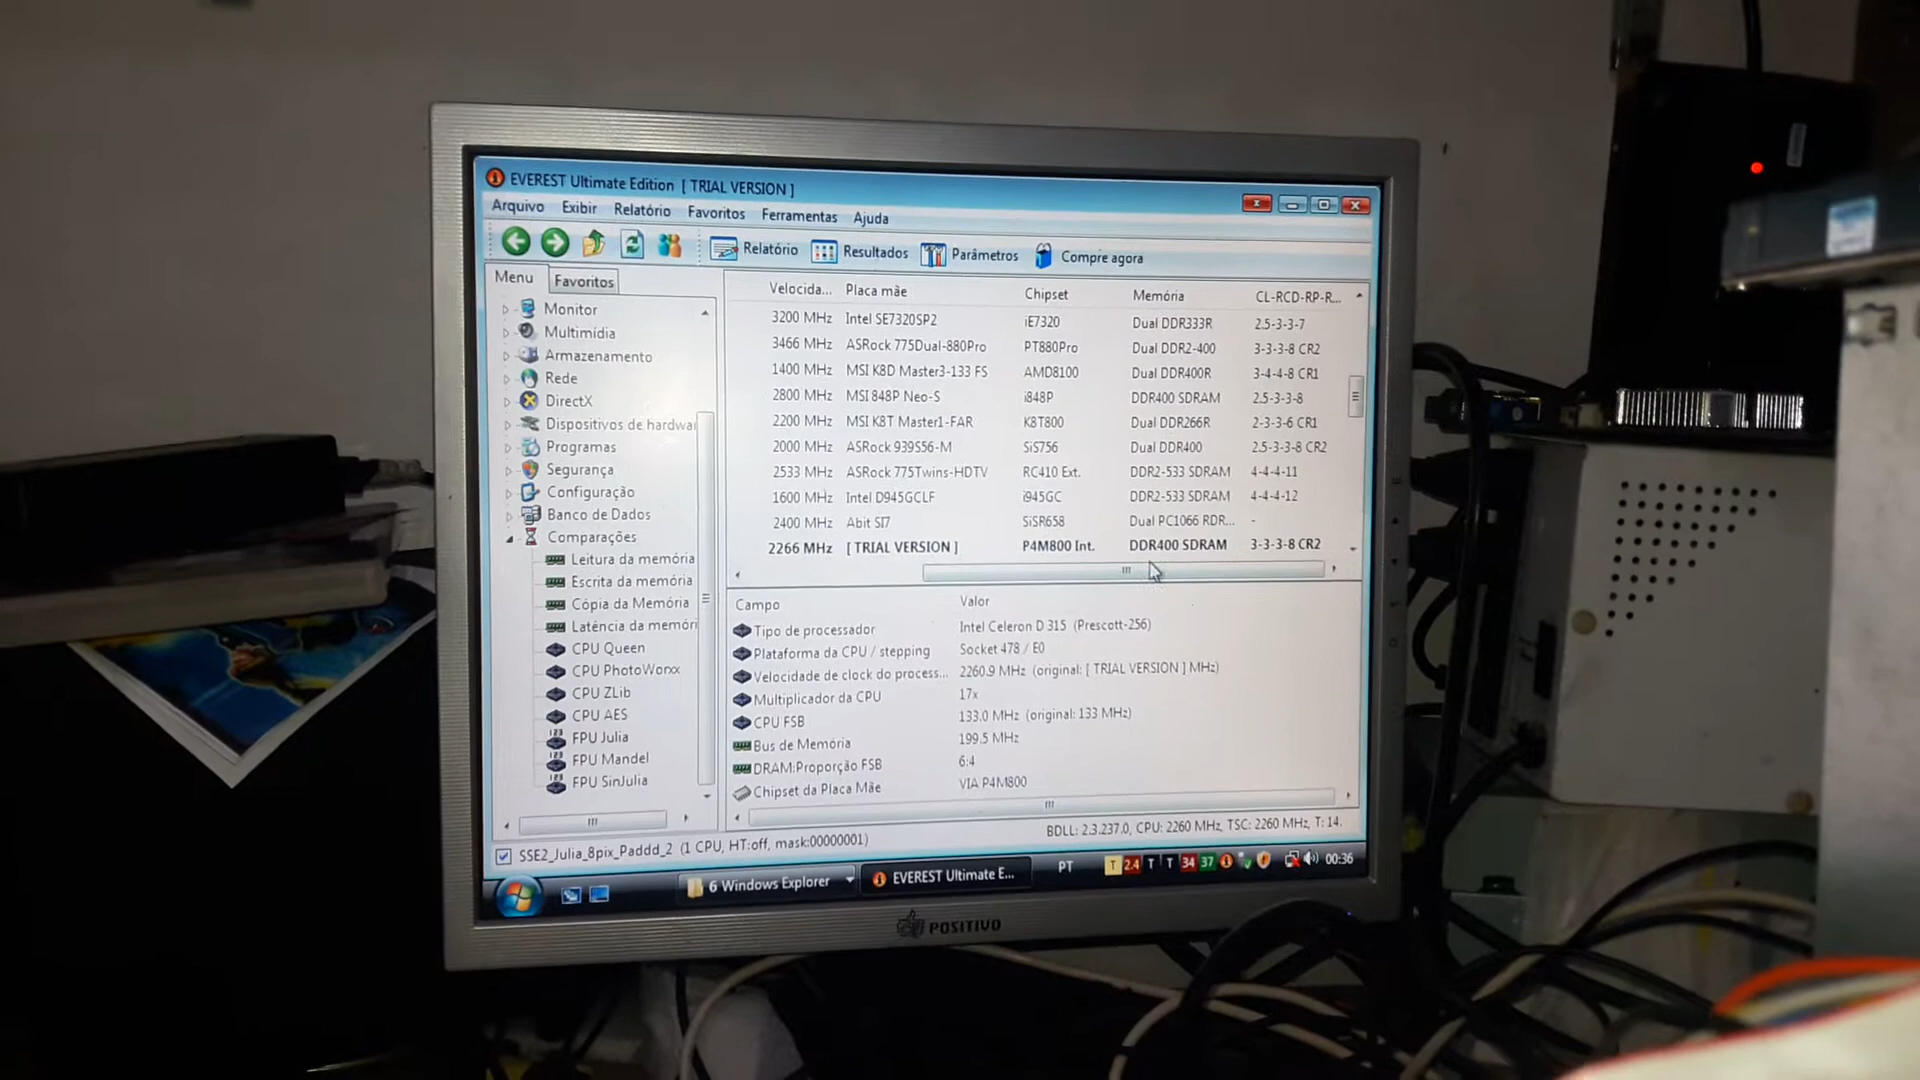 EVEREST Ultimate Edition [ TRIAL VERSION ]
Arquivo Exibir Relatório Favoritos Ferramentas Ajuda
Relatório Resultados Parâmetros Compre agora
Menu Favoritos
Monitor
Multimídia
Armazenamento
Rede
DirectX
Dispositivos de hardwa
Programas
Segurança
Configuração
Banco de Dados
Comparações
Leitura da memória
Escrita da memória
Cópia da Memória
Latência da memóri
CPU Queen
CPU PhotoWorxx
CPU ZLib
CPU AES
FPU Julia
FPU Mandel
FPU SinJulia
Velocida... Placa mãe Chipset Memória CL-RCD-RP-R...
3200 MHz Intel SE7320SP2 iE7320 Dual DDR333R 2.5-3-3-7
3466 MHz ASRock 775Dual-880Pro PT880Pro Dual DDR2-400 3-3-3-8 CR2
1400 MHz MSI K8D Master3-133 FS AMD8100 Dual DDR400R 3-4-4-8 CR1
2800 MHz MSI 848P Neo-S i848P DDR400 SDRAM 2.5-3-3-8
2200 MHz MSI K8T Master1-FAR K8T800 Dual DDR266R 2-3-3-6 CR1
2000 MHz ASRock 939S56-M SiS756 Dual DDR400 2.5-3-3-8 CR2
2533 MHz ASRock 775Twins-HDTV RC410 Ext. DDR2-533 SDRAM 4-4-4-11
1600 MHz Intel D945GCLF i945GC DDR2-533 SDRAM 4-4-4-12
2400 MHz Abit SI7 SiSR658 Dual PC1066 RDR... -
2266 MHz [ TRIAL VERSION ] P4M800 Int. DDR400 SDRAM 3-3-3-8 CR2
Campo Valor
Tipo de processador Intel Celeron D 315 (Prescott-256)
Plataforma da CPU / stepping Socket 478 / E0
Velocidade de clock do process... 2260.9 MHz (original: [ TRIAL VERSION ] MHz)
Multiplicador da CPU 17x
CPU FSB 133.0 MHz (original: 133 MHz)
Bus de Memória 199.5 MHz
DRAM:Proporção FSB 6:4
Chipset da Placa Mãe VIA P4M800
SSE2_Julia_8pix_Paddd_2 (1 CPU, HT:off, mask:00000001) BDLL: 2.3.237.0, CPU: 2260 MHz, TSC: 2260 MHz, T: 14.
6 Windows Explorer EVEREST Ultimate E... PT T 2.4 T T 34 37 00:36
POSITIVO